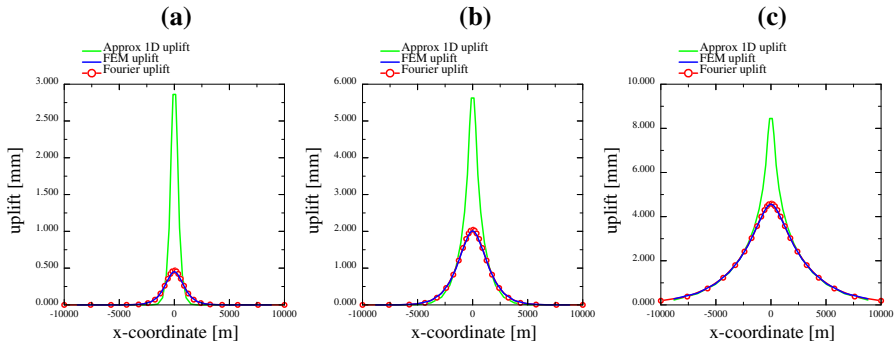 (a)
Approx 1D uplift
FEM uplift
Fourier uplift
3.000
2.500
2.000
1.500
1.000
0.500
0.000
uplift [mm]
-10000 -5000 0 5000 10000
x-coordinate [m]
(b)
Approx 1D uplift
FEM uplift
Fourier uplift
6.000
5.000
4.000
3.000
2.000
1.000
0.000
uplift [mm]
-10000 -5000 0 5000 10000
x-coordinate [m]
(c)
Approx 1D uplift
FEM uplift
Fourier uplift
10.000
8.000
6.000
4.000
2.000
0.000
uplift [mm]
-10000 -5000 0 5000 10000
x-coordinate [m]